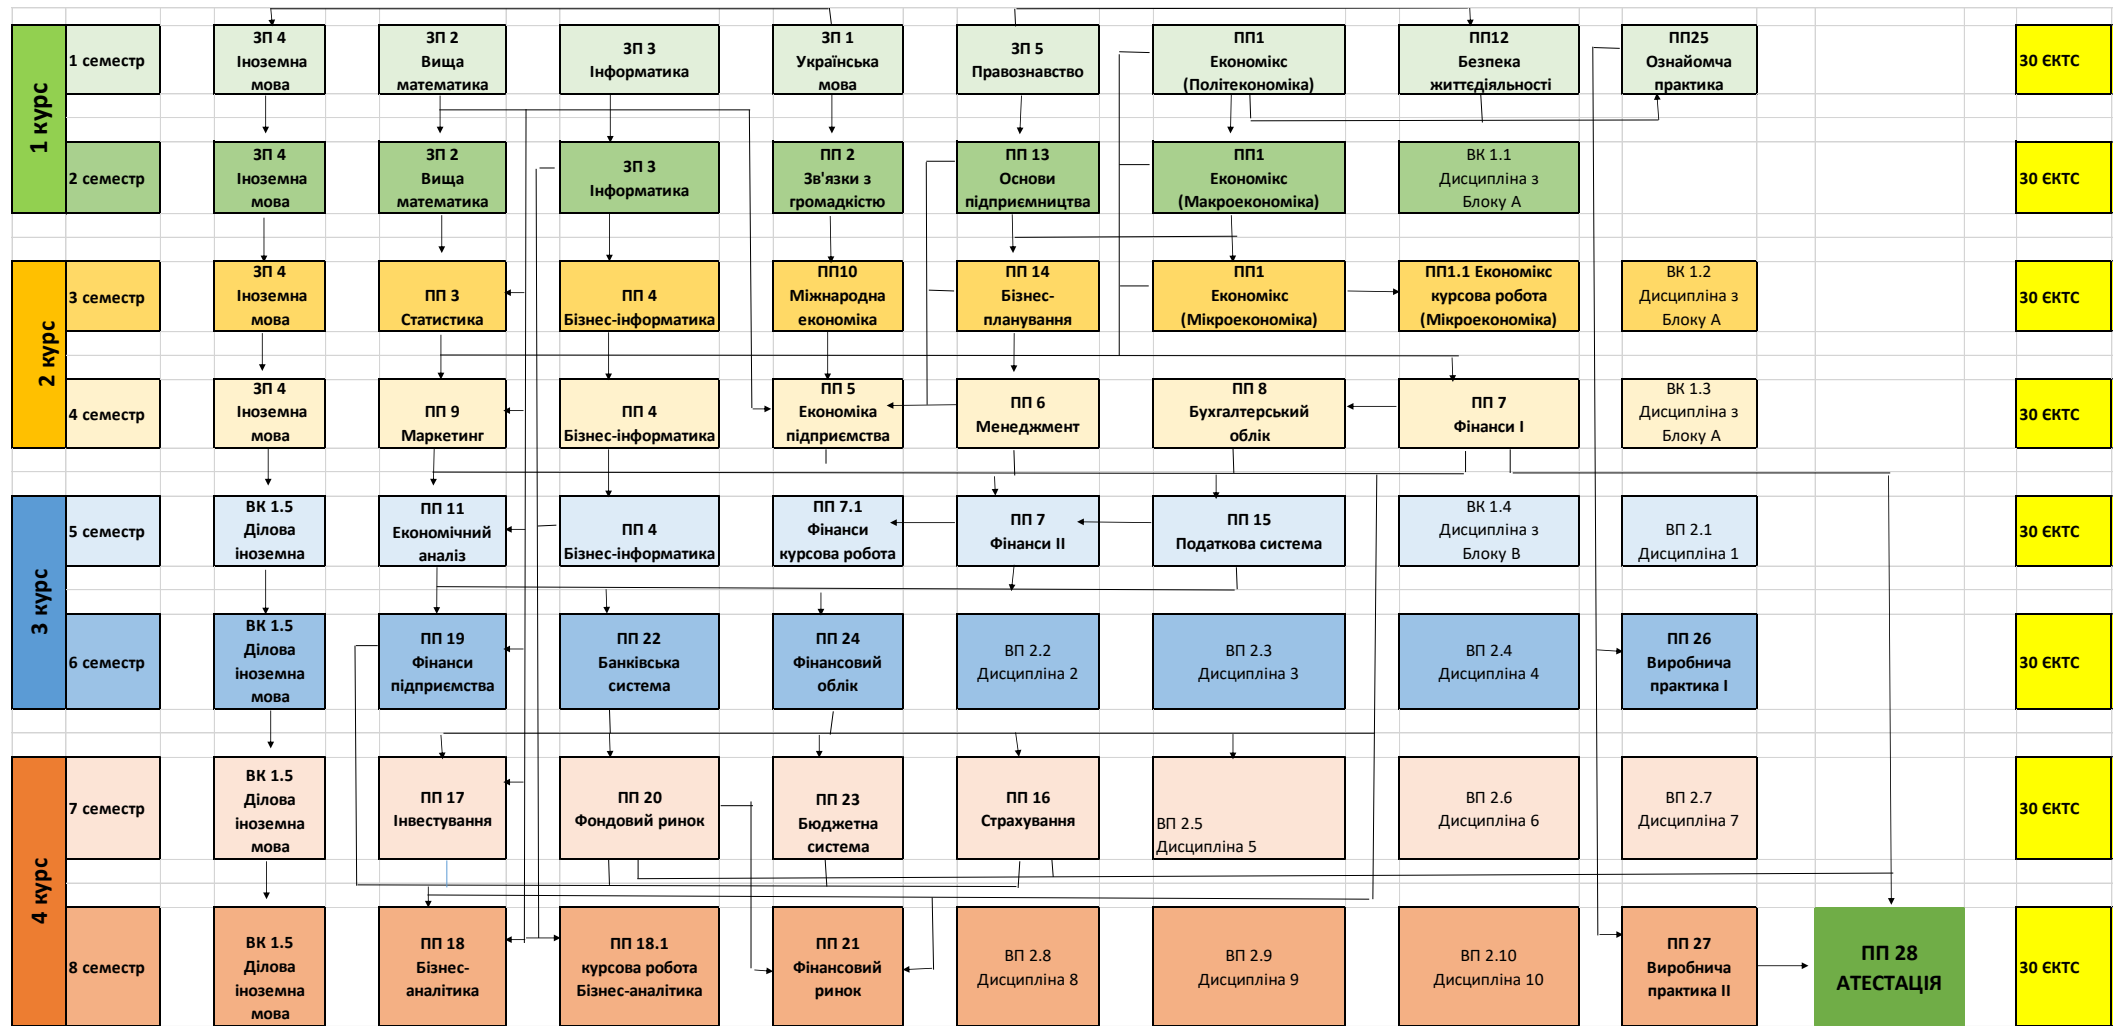 1 курс
1 семестр
ЗП 4
Іноземна
мова
ЗП 2
Вища
математика
ЗП 3
Інформатика
ЗП 1
Українська
мова
ЗП 5
Правознавство
ПП1
Економікс
(Політекономіка)
ПП12
Безпека
життєдіяльності
ПП25
Ознайомча
практика
30 ЄКТС
2 семестр
ЗП 4
Іноземна
мова
ЗП 2
Вища
математика
ЗП 3
Інформатика
ПП 2
Зв'язки з
громадкістю
ПП 13
Основи
підприємництва
ПП1
Економікс
(Макроекономіка)
ВК 1.1
Дисципліна з
Блоку А
30 ЄКТС
2 курс
3 семестр
ЗП 4
Іноземна
мова
ПП 3
Статистика
ПП 4
Бізнес-інформатика
ПП10
Міжнародна
економіка
ПП 14
Бізнес-
планування
ПП1
Економікс
(Мікроекономіка)
ПП1.1 Економікс
курсова робота
(Мікроекономіка)
ВК 1.2
Дисципліна з
Блоку А
30 ЄКТС
4 семестр
ЗП 4
Іноземна
мова
ПП 9
Маркетинг
ПП 4
Бізнес-інформатика
ПП 5
Економіка
підприємства
ПП 6
Менеджмент
ПП 8
Бухгалтерський
облік
ПП 7
Фінанси І
ВК 1.3
Дисципліна з
Блоку А
30 ЄКТС
3 курс
5 семестр
ВК 1.5
Ділова
іноземна
ПП 11
Економічний
аналіз
ПП 4
Бізнес-інформатика
ПП 7.1
Фінанси
курсова робота
ПП 7
Фінанси ІІ
ПП 15
Податкова система
ВК 1.4
Дисципліна з
Блоку В
ВП 2.1
Дисципліна 1
30 ЄКТС
6 семестр
ВК 1.5
Ділова
іноземна
мова
ПП 19
Фінанси
підприємства
ПП 22
Банківська
система
ПП 24
Фінансовий
облік
ВП 2.2
Дисципліна 2
ВП 2.3
Дисципліна 3
ВП 2.4
Дисципліна 4
ПП 26
Виробнича
практика І
30 ЄКТС
4 курс
7 семестр
ВК 1.5
Ділова
іноземна
мова
ПП 17
Інвестування
ПП 20
Фондовий ринок
ПП 23
Бюджетна
система
ПП 16
Страхування
ВП 2.5
Дисципліна 5
ВП 2.6
Дисципліна 6
ВП 2.7
Дисципліна 7
30 ЄКТС
8 семестр
ВК 1.5
Ділова
іноземна
мова
ПП 18
Бізнес-
аналітика
ПП 18.1
курсова робота
Бізнес-аналітика
ПП 21
Фінансовий
ринок
ВП 2.8
Дисципліна 8
ВП 2.9
Дисципліна 9
ВП 2.10
Дисципліна 10
ПП 27
Виробнича
практика ІІ
ПП 28
АТЕСТАЦІЯ
30 ЄКТС